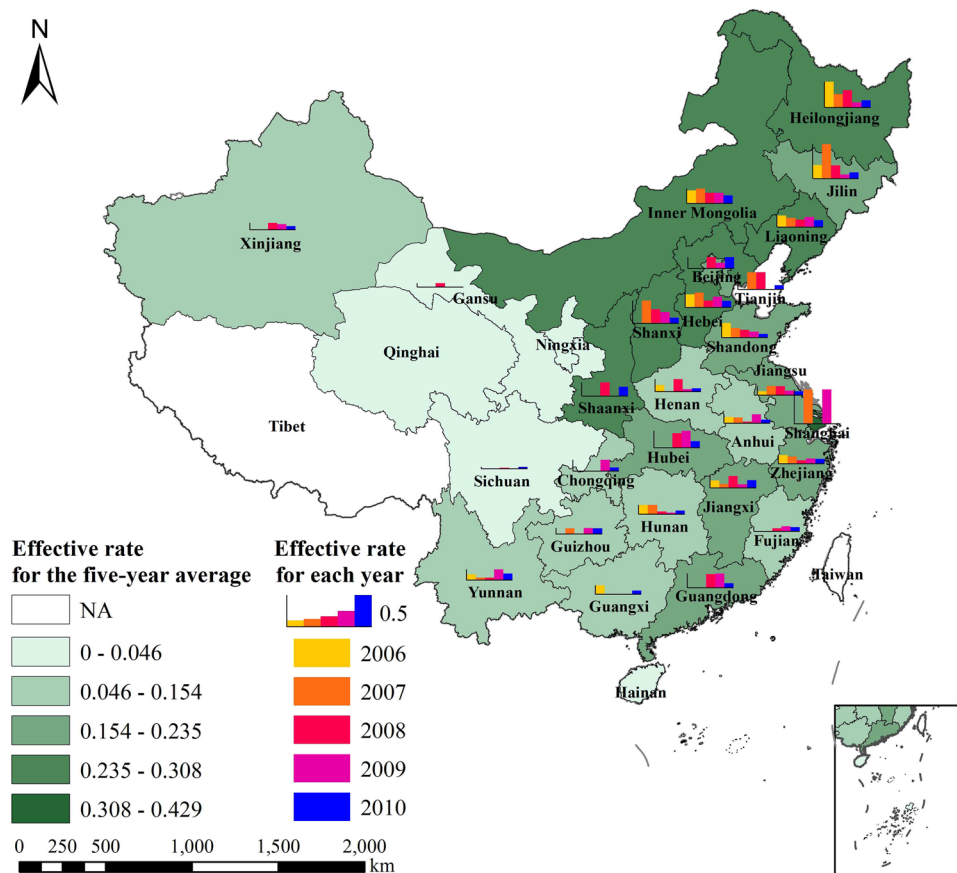 N
Heilongjiang
Jilin
Inner Mongolia
Liaoning
Xinjiang
Beijing
Gansu
Tianjin
Hebei
Shanxi
Shandong
Ningxia
Qinghai
Jiangsu
Shaanxi
Henan
Tibet
Anhui
Shanghai
Hubei
Zhejiang
Sichuan
Chongqing
Jiangxi
Hunan
Fujian
Guizhou
Yunnan
Guangxi
Guangdong
Taiwan
Hainan
Effective rate
for the five-year average
NA
0 - 0.046
0.046 - 0.154
0.154 - 0.235
0.235 - 0.308
0.308 - 0.429
Effective rate
for each year
0.5
2006
2007
2008
2009
2010
0 250 500 1,000 1,500 2,000
km